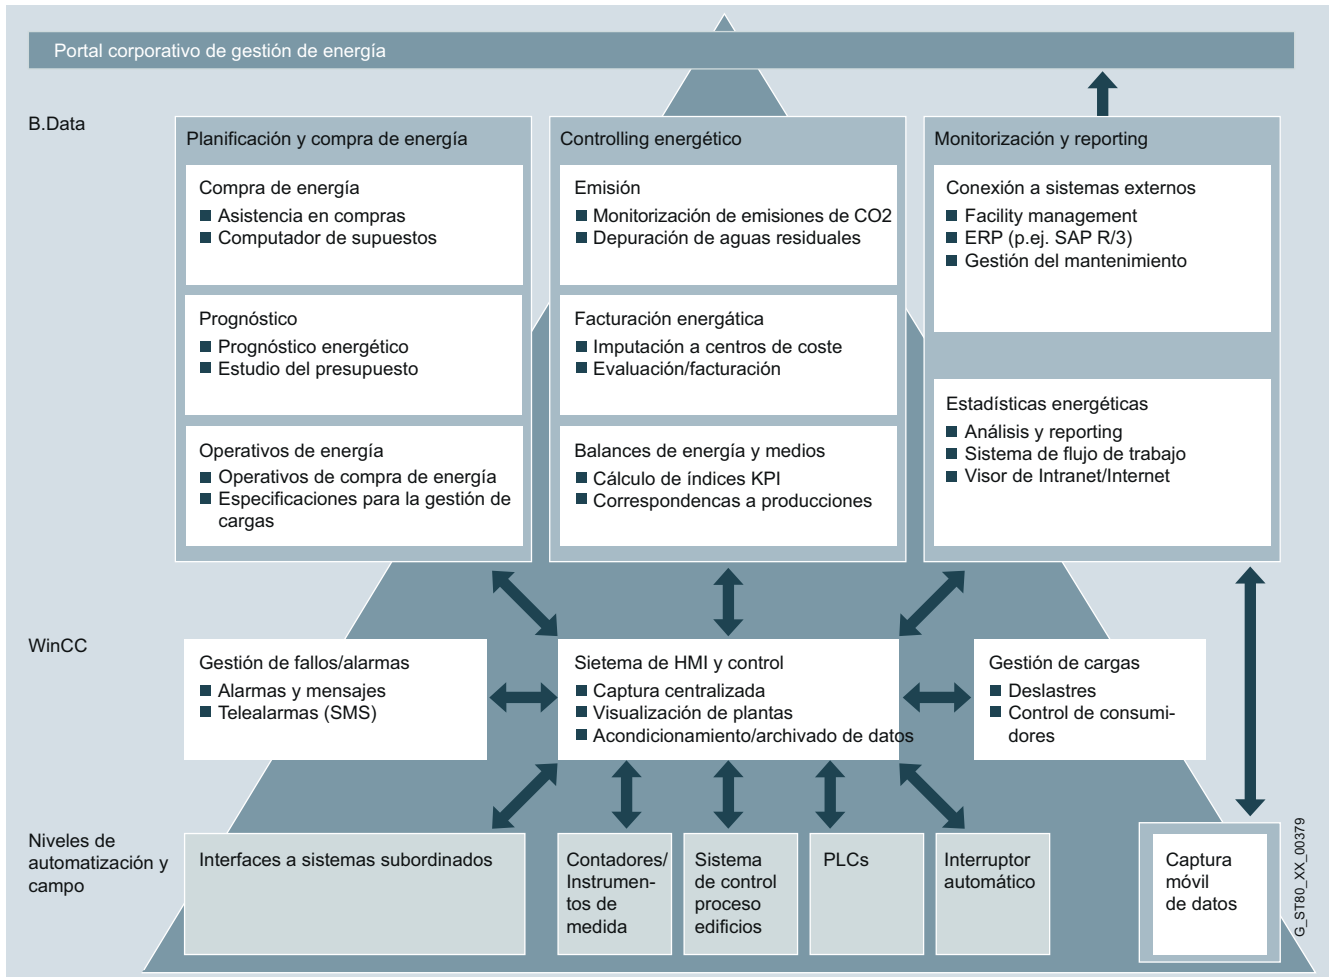 Portal corporativo de gestión de energía
B.Data
Planificación y compra de energía
Compra de energía
Asistencia en compras
Computador de supuestos
Prognóstico
Prognóstico energético
Estudio del presupuesto
Operativos de energía
Operativos de compra de energía
Especificaciones para la gestión de
cargas
Controlling energético
Emisión
Monitorización de emisiones de CO2
Depuración de aguas residuales
Facturación energática
Imputación a centros de coste
Evaluación/facturación
Balances de energía y medios
Cálculo de índices KPI
Correspondencas a producciones
Monitorización y reporting
Conexión a sistemas externos
Facility management
ERP (p.ej. SAP R/3)
Gestión del mantenimiento
Estadísticas energéticas
Análisis y reporting
Sistema de flujo de trabajo
Visor de Intranet/Internet
WinCC
Gestión de fallos/alarmas
Alarmas y mensajes
Telealarmas (SMS)
Sietema de HMI y control
Captura centralizada
Visualización de plantas
Acondicionamiento/archivado de datos
Gestión de cargas
Deslastres
Control de consumi-
dores
Niveles de
automatización y
campo
Interfaces a sistemas subordinados
Contadores/
Instrumen-
tos de
medida
Sistema
de control
proceso
edificios
PLCs
Interruptor
automático
Captura
móvil
de datos
G_ST80_XX_00379